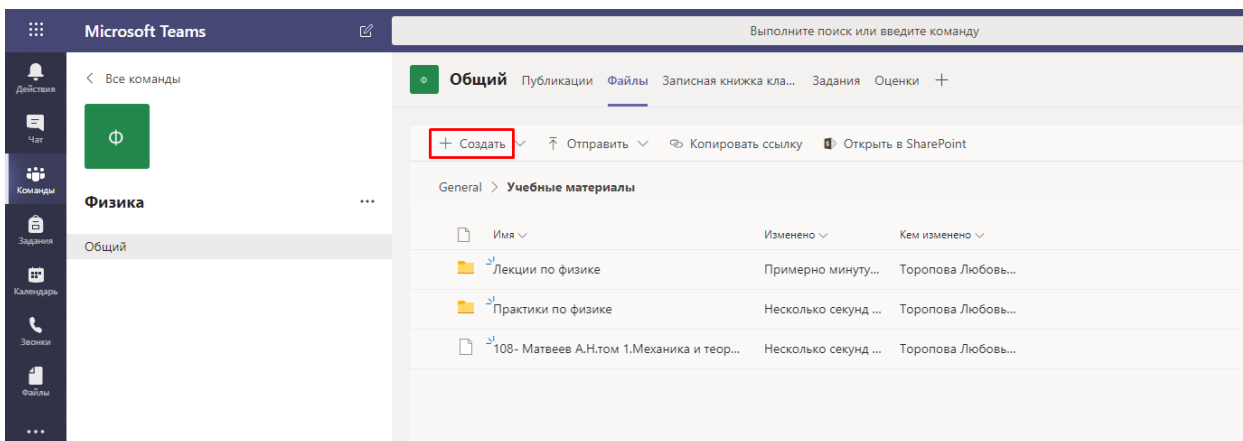 Microsoft Teams
Выполните поиск или введите команду
Действия
Чат
Команды
Задания
Календарь
Звонки
Файлы
Все команды
Ф
Физика
Общий
Ф Общий Публикации Файлы Записная книжка кла... Задания Оценки
+ Создать Отправить Копировать ссылку Открыть в SharePoint
General > Учебные материалы
Имя Изменено Кем изменено
Лекции по физике Примерно минуту... Торопова Любовь...
Практики по физике Несколько секунд ... Торопова Любовь...
108- Матвеев А.Н.том 1.Механика и теор... Несколько секунд ... Торопова Любовь...